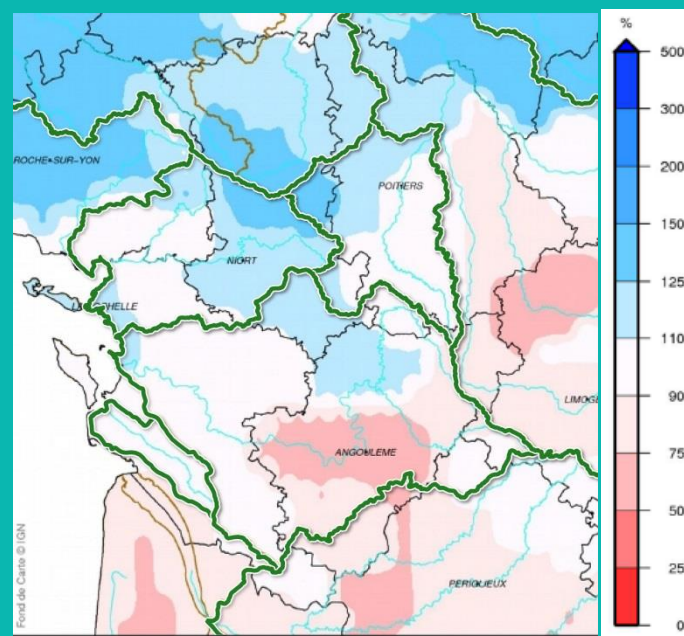 %
500
300
200
150
125
110
90
75
50
25
0
ROCHE-SUR-YON
POITIERS
NIORT
LA ROCHELLE
LIMOGE
ANGOULEME
PERIGUEUX
Fond de Carte © IGN